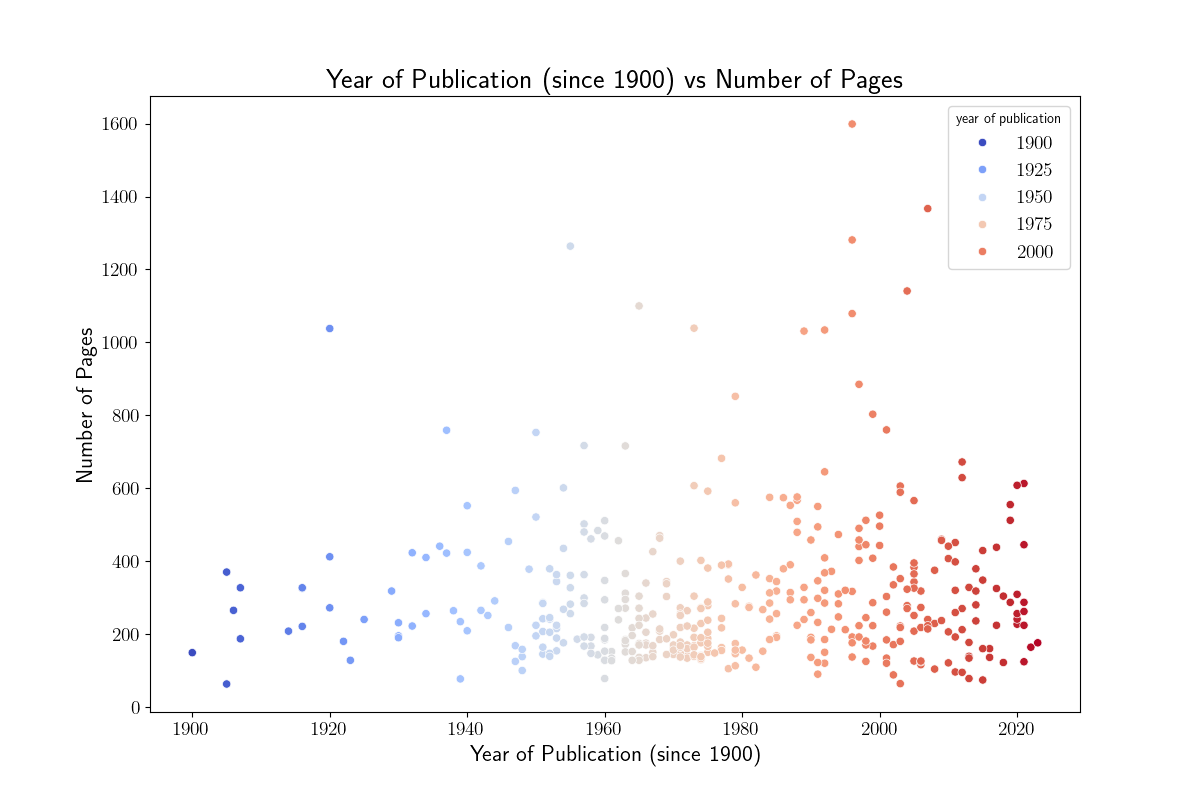 Year of Publication (since 1900) vs Number of Pages
year of publication
1900
1925
1950
1975
2000
Number of Pages
1600
1400
1200
1000
800
600
400
200
0
1900 1920 1940 1960 1980 2000 2020
Year of Publication (since 1900)